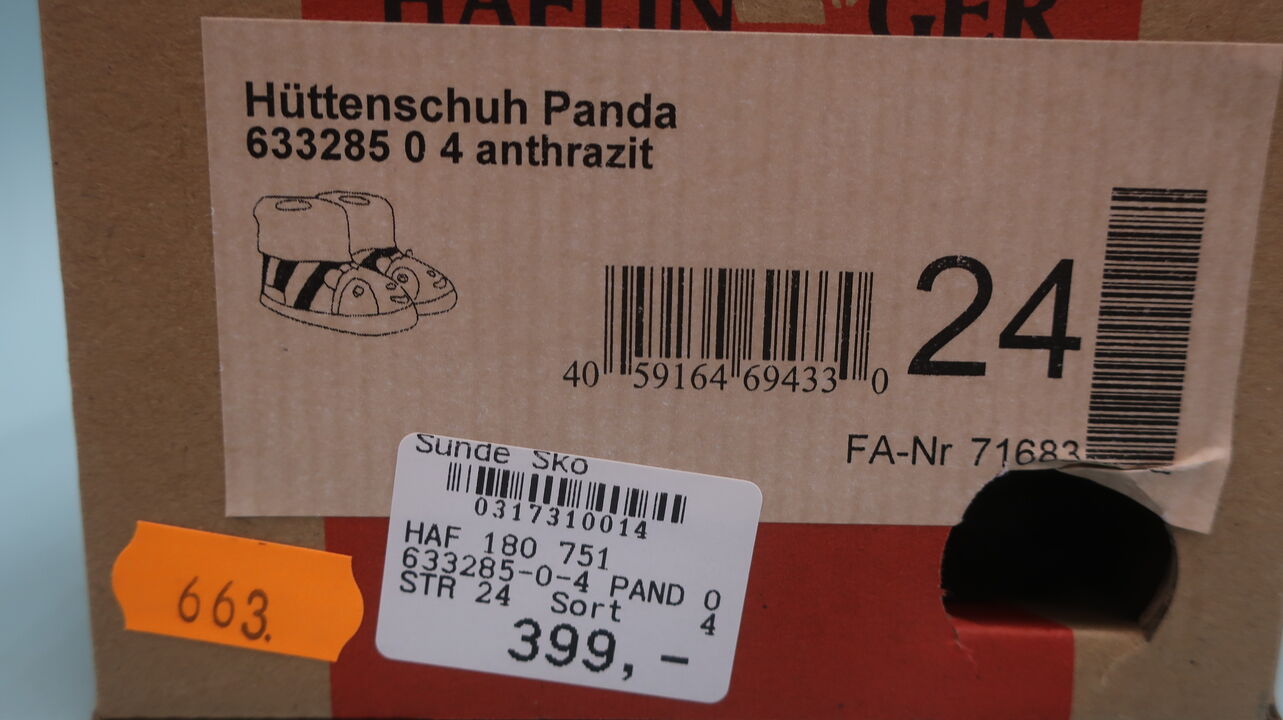 HAFLINGER
Hüttenschuh Panda
633285 0 4 anthrazit
24
40 59164 69433 0
FA-Nr 71683
Sunde Sko
0317310014
HAF 180 751
633285-0-4 PAND 0
STR 24 Sort 4
399,-
663.